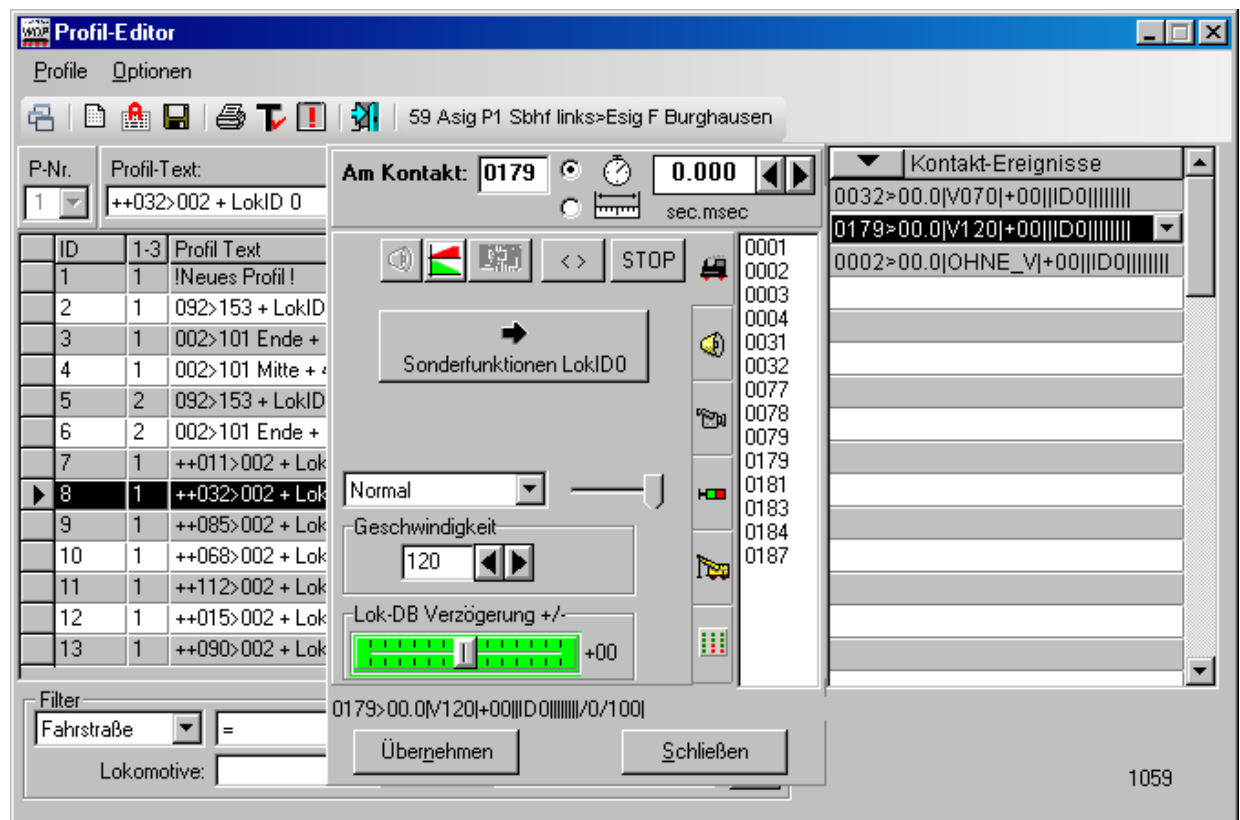 WDP Profil-Editor
Profile Optionen
59 Asig P1 Sbhf links>Esig F Burghausen
P-Nr. Profil-Text:
1 ++032>002 + LokID 0
ID 1-3 Profil Text
1 1 !Neues Profil !
2 1 092>153 + LokID
3 1 002>101 Ende +
4 1 002>101 Mitte +
5 2 092>153 + LokID
6 2 002>101 Ende +
7 1 ++011>002 + Lok
8 1 ++032>002 + Lok
9 1 ++085>002 + Lok
10 1 ++068>002 + Lok
11 1 ++112>002 + Lok
12 1 ++015>002 + Lok
13 1 ++090>002 + Lok
Filter
Fahrstraße =
Lokomotive:
Am Kontakt: 0179 0.000
sec.msec
< > STOP
Sonderfunktionen LokID0
Normal
Geschwindigkeit
120
Lok-DB Verzögerung +/-
+00
0001
0002
0003
0004
0031
0032
0077
0078
0079
0179
0181
0183
0184
0187
0179>00.0|V120|+00|||ID0||||||||/0/100|
Übernehmen Schließen
Kontakt-Ereignisse
0032>00.0|V070|+00|||ID0||||||||
0179>00.0|V120|+00|||ID0||||||||
0002>00.0|OHNE_V|+00|||ID0||||||||
1059